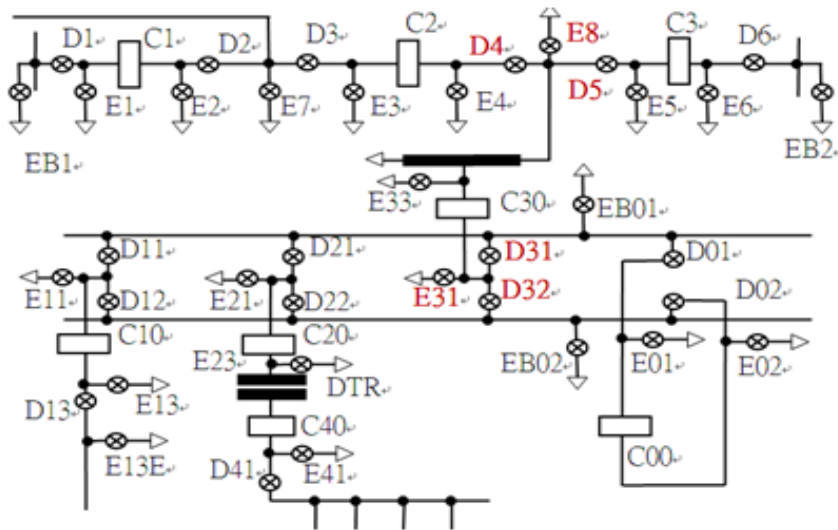 D1 C1 D2 D3 C2 D4 E8 C3 D6
E1 E2 E7 E3 E4 D5 E5 E6
EB1 EB2
E33 C30 EB01
D11 D21 D31 D01
E11 D12 E21 D22 E31 D32 D02
C10 C20 EB02 E01 E02
E23
D13 E13 DTR
C40 C00
E13E D41 E41